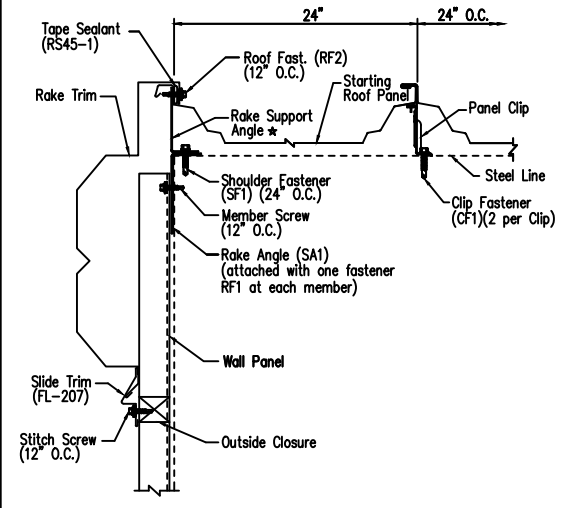 24"
24" O.C.
Tape Sealant
(RS45-1)
Roof Fast. (RF2)
(12" O.C.)
Rake Trim
Starting
Roof Panel
Panel Clip
Rake Support
Angle ★
Steel Line
Shoulder Fastener
(SF1) (24" O.C.)
Clip Fastener
(CF1)(2 per Clip)
Member Screw
(12" O.C.)
Rake Angle (SA1)
(attached with one fastener
RF1 at each member)
Wall Panel
Slide Trim
(FL-207)
Stitch Screw
(12" O.C.)
Outside Closure